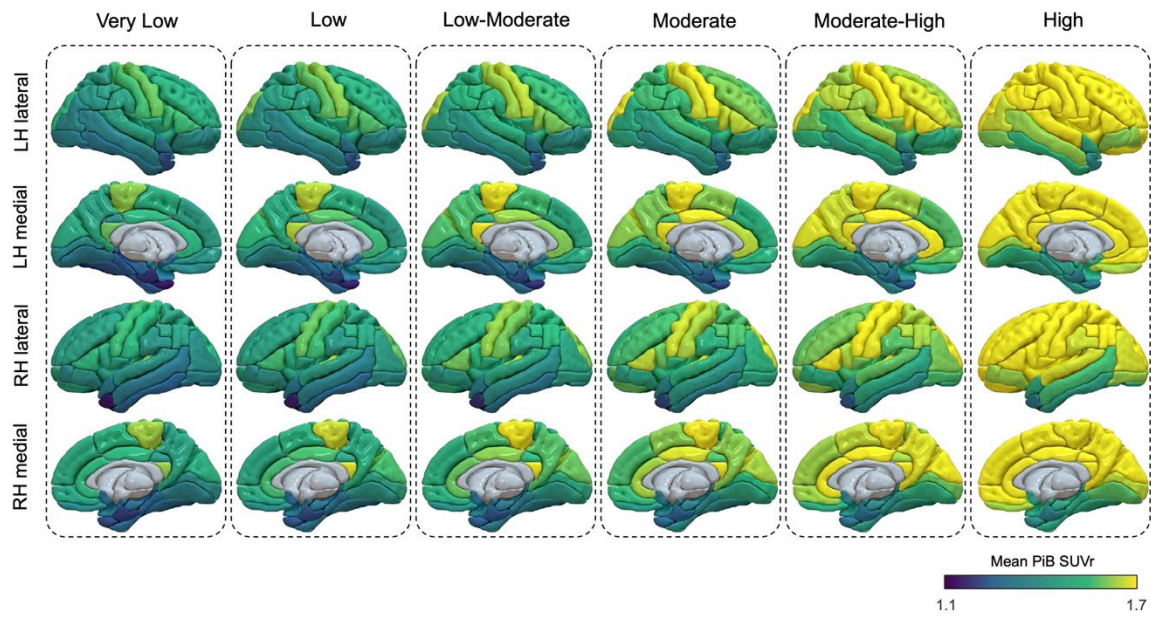 Very Low Low Low-Moderate Moderate Moderate-High High
LH lateral
LH medial
RH lateral
RH medial
Mean PiB SUVr
1.1 1.7